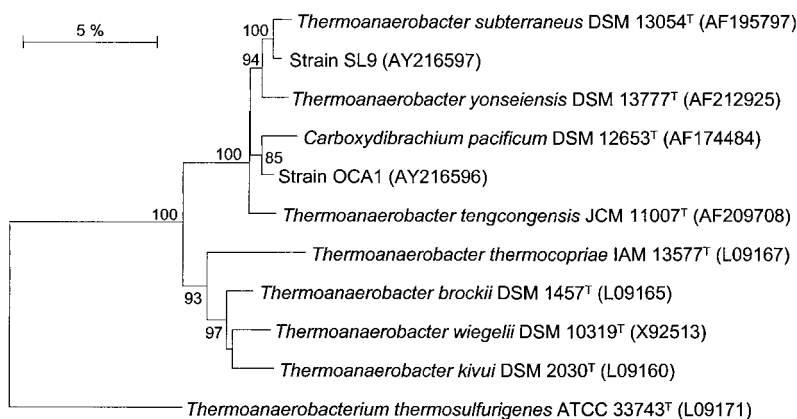 5 %
100
Thermoanaerobacter subterraneus DSM 13054ᵀ (AF195797)
Strain SL9 (AY216597)
94
Thermoanaerobacter yonseiensis DSM 13777ᵀ (AF212925)
Carboxydibrachium pacificum DSM 12653ᵀ (AF174484)
100
85
Strain OCA1 (AY216596)
100
Thermoanaerobacter tengcongensis JCM 11007ᵀ (AF209708)
Thermoanaerobacter thermocopriae IAM 13577ᵀ (L09167)
93
Thermoanaerobacter brockii DSM 1457ᵀ (L09165)
97
Thermoanaerobacter wiegelii DSM 10319ᵀ (X92513)
Thermoanaerobacter kivui DSM 2030ᵀ (L09160)
Thermoanaerobacterium thermosulfurigenes ATCC 33743ᵀ (L09171)